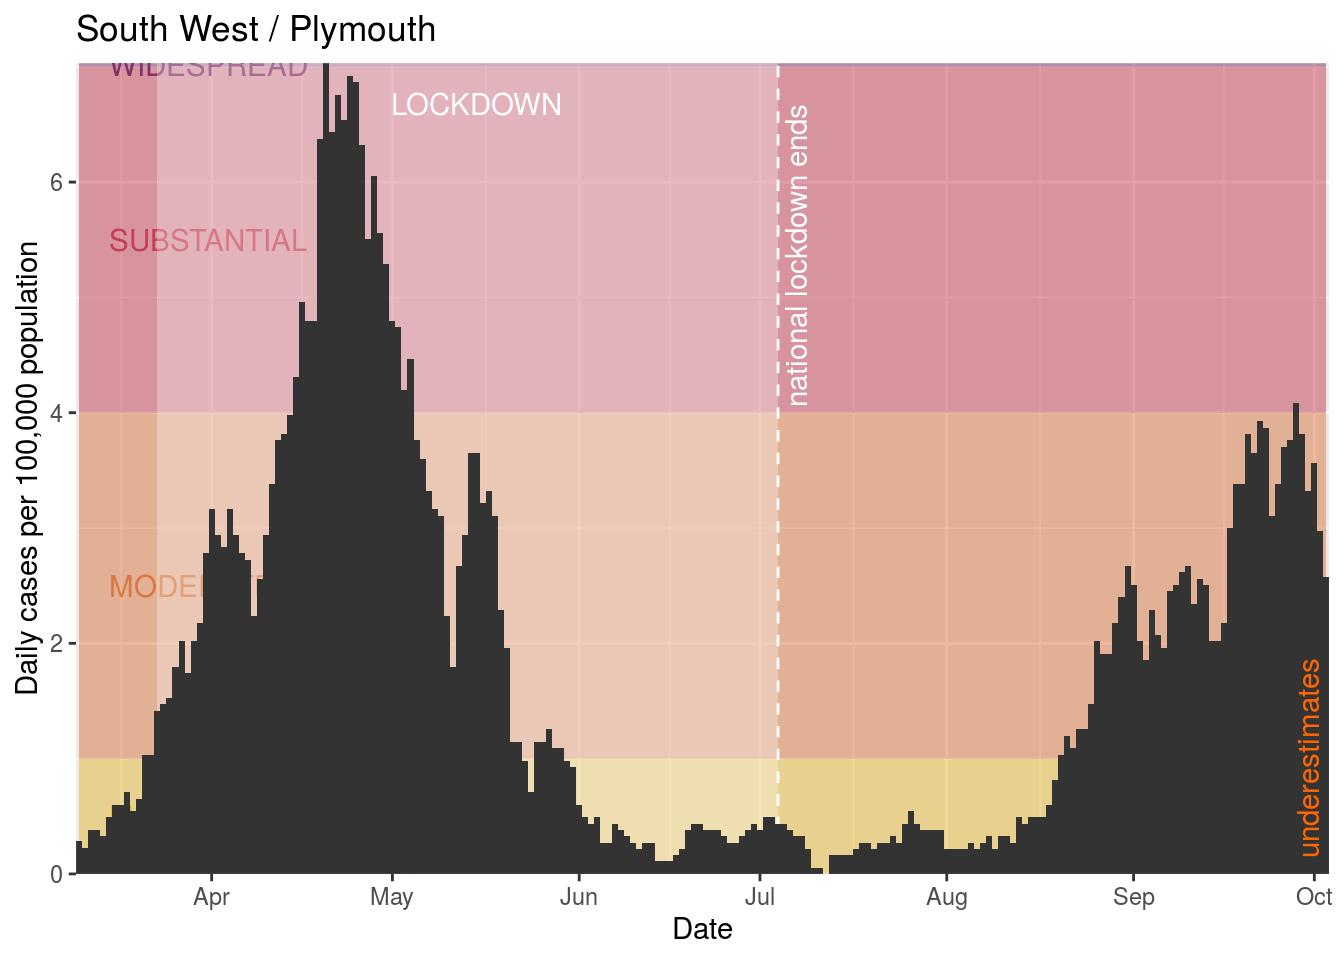 South West / Plymouth
WIDESPREAD
LOCKDOWN
national lockdown ends
SUBSTANTIAL
underestimates
Daily cases per 100,000 population
6
4
2
0
Apr
May
Jun
Jul
Aug
Sep
Oct
Date